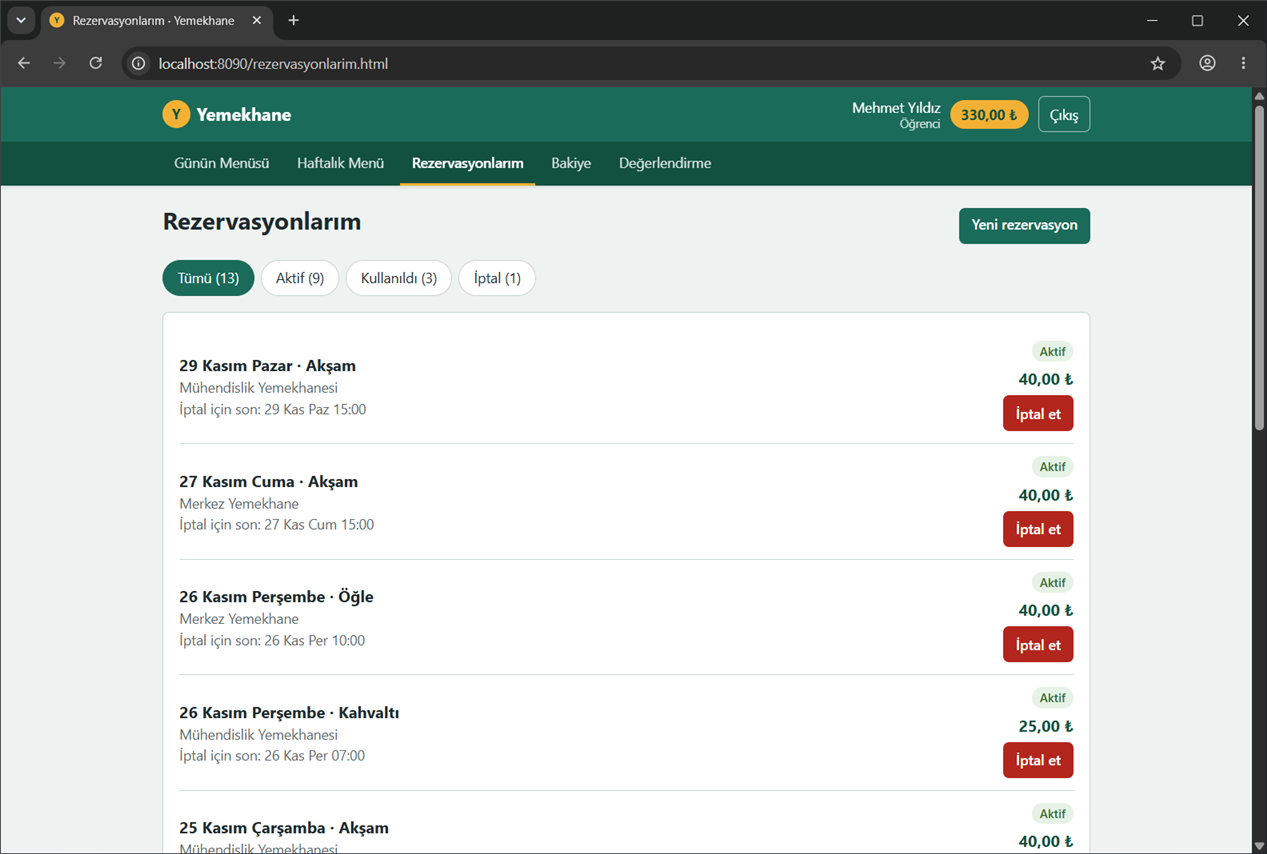 Y Rezervasyonlarım · Yemekhane
localhost:8090/rezervasyonlarim.html
Y Yemekhane
Mehmet Yıldız
Öğrenci
330,00 ₺
Çıkış
Günün Menüsü Haftalık Menü Rezervasyonlarım Bakiye Değerlendirme
Rezervasyonlarım
Yeni rezervasyon
Tümü (13) Aktif (9) Kullanıldı (3) İptal (1)
29 Kasım Pazar · Akşam
Mühendislik Yemekhanesi
İptal için son: 29 Kas Paz 15:00
Aktif
40,00 ₺
İptal et
27 Kasım Cuma · Akşam
Merkez Yemekhane
İptal için son: 27 Kas Cum 15:00
Aktif
40,00 ₺
İptal et
26 Kasım Perşembe · Öğle
Merkez Yemekhane
İptal için son: 26 Kas Per 10:00
Aktif
40,00 ₺
İptal et
26 Kasım Perşembe · Kahvaltı
Mühendislik Yemekhanesi
İptal için son: 26 Kas Per 07:00
Aktif
25,00 ₺
İptal et
25 Kasım Çarşamba · Akşam
Mühendislik Yemekhanesi
Aktif
40,00 ₺